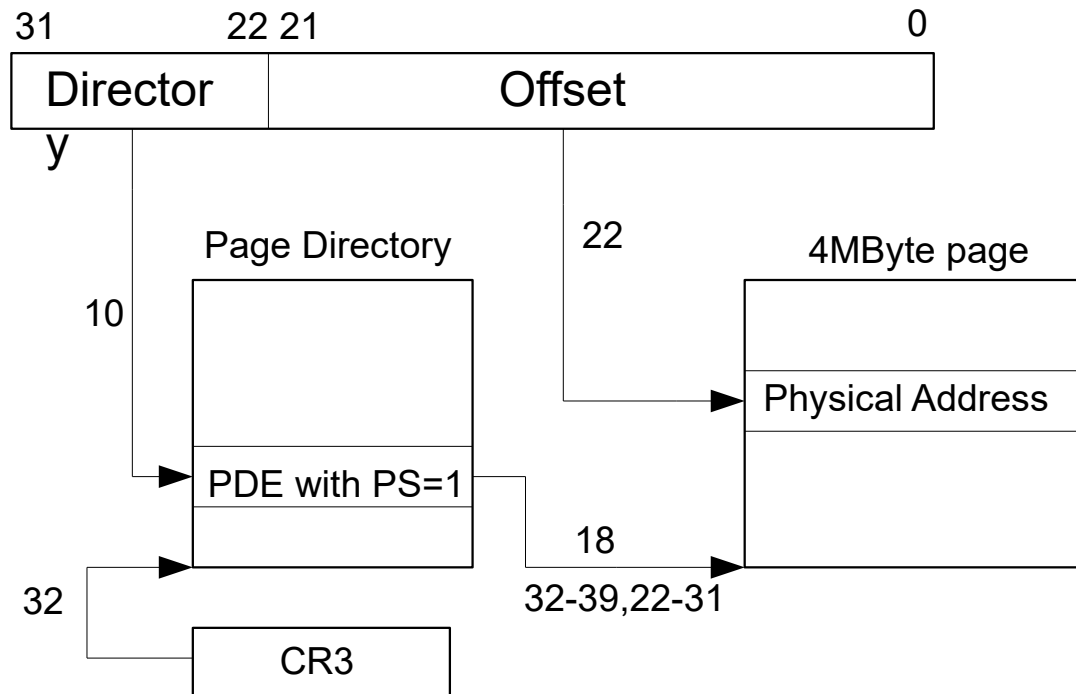 31 22 21 0
Director Offset
y
22
Page Directory 4MByte page
10
Physical Address
PDE with PS=1
18
32 32-39,22-31
CR3